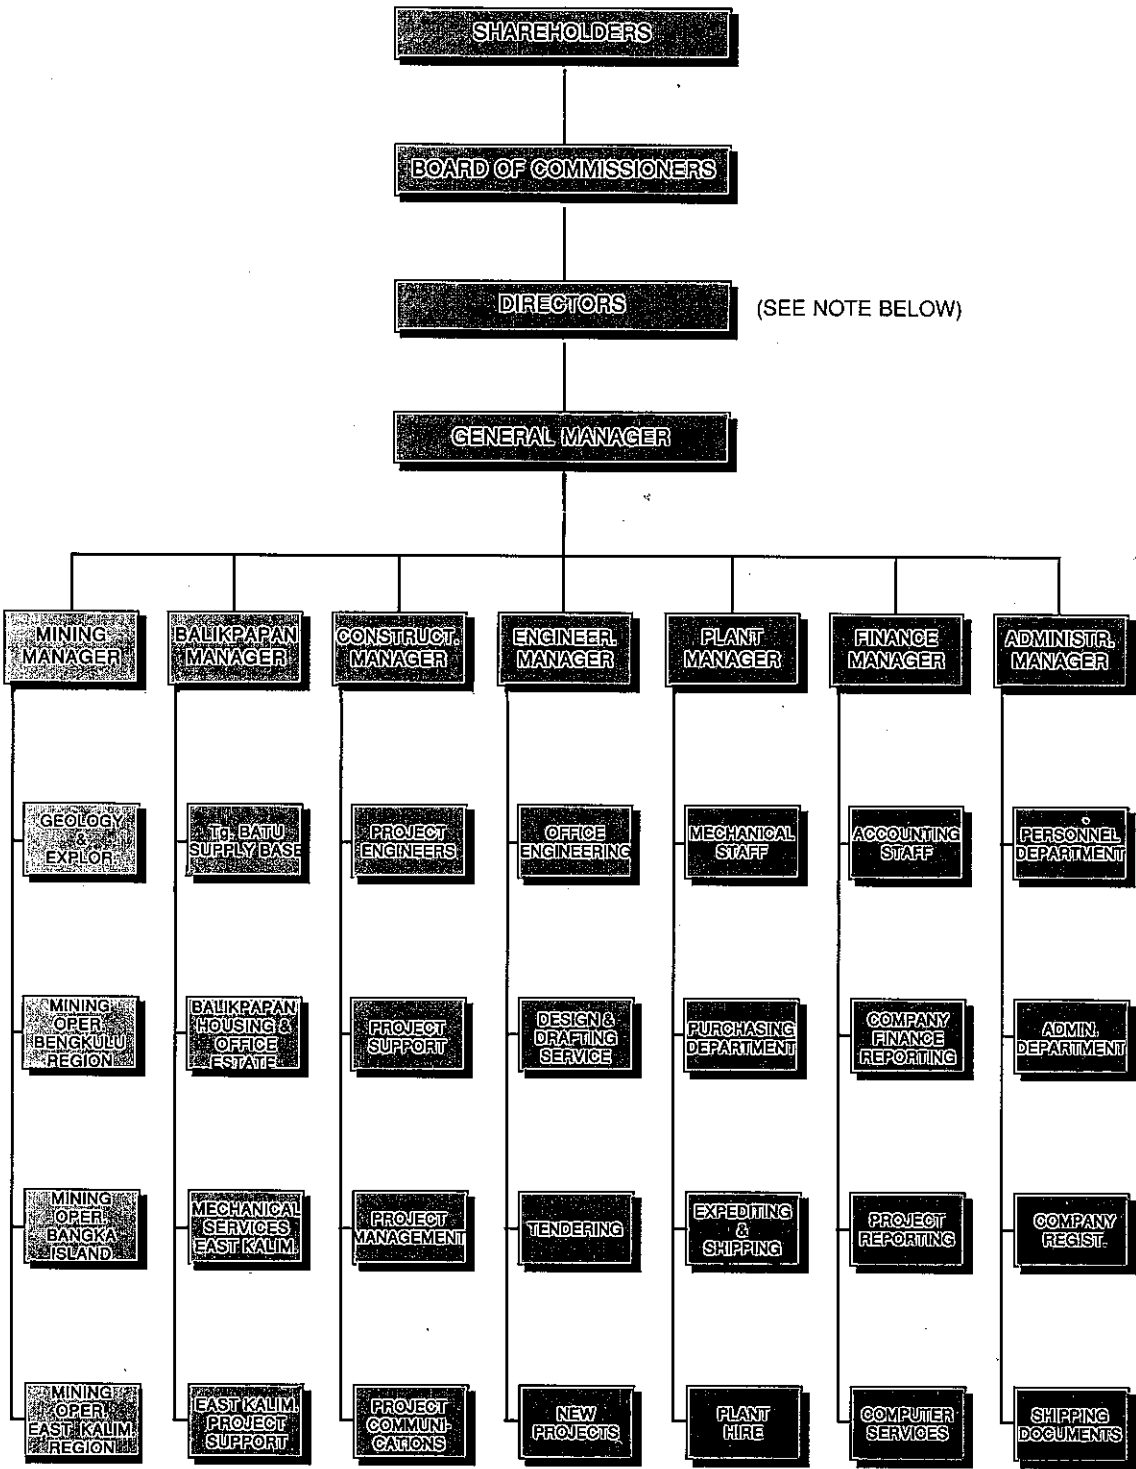 SHAREHOLDERS
BOARD OF COMMISSIONERS
DIRECTORS
(SEE NOTE BELOW)
GENERAL MANAGER
MINING
MANAGER
BALIKPAPAN
MANAGER
CONSTRUCT.
MANAGER
ENGINEER.
MANAGER
PLANT
MANAGER
FINANCE
MANAGER
ADMINISTR.
MANAGER
GEOLOGY
&
EXPLOR.
Tg. BATU
SUPPLY BASE
PROJECT
ENGINEERS
OFFICE
ENGINEERING
MECHANICAL
STAFF
ACCOUNTING
STAFF
PERSONNEL
DEPARTMENT
MINING
OPER
BENGKULU
REGION
BALIKPAPAN
HOUSING &
OFFICE
ESTATE
PROJECT
SUPPORT
DESIGN &
DRAFTING
SERVICE
PURCHASING
DEPARTMENT
COMPANY
FINANCE
REPORTING
ADMIN.
DEPARTMENT
MINING
OPER
BANGKA
ISLAND
MECHANICAL
SERVICES
EAST KALIM.
PROJECT
MANAGEMENT
TENDERING
EXPEDITING
&
SHIPPING
PROJECT
REPORTING
COMPANY
REGIST.
MINING
OPER
EAST KALIM
REGION
EAST KALIM.
PROJECT
SUPPORT
PROJECT
COMMUNI-
CATIONS
NEW
PROJECTS
PLANT
HIRE
COMPUTER
SERVICES
SHIPPING
DOCUMENTS